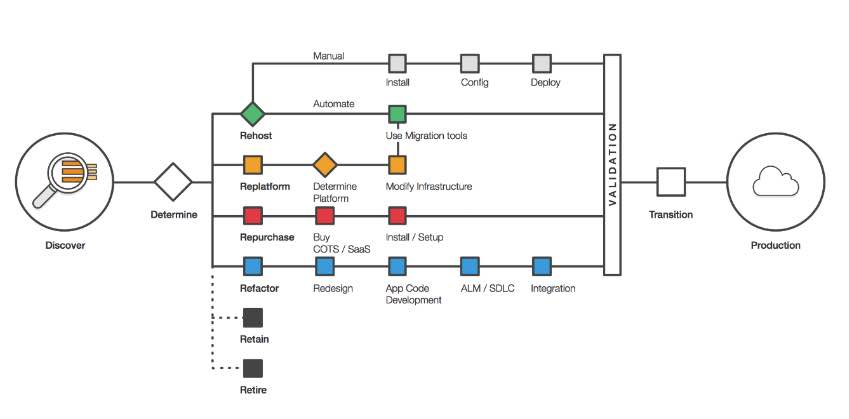 Manual
Install
Config
Deploy
Automate
Rehost
Use Migration tools
VALIDATION
Replatform
Determine
Platform
Modify Infrastructure
Discover
Determine
Repurchase
Buy
COTS / SaaS
Install / Setup
Transition
Production
Refactor
Redesign
App Code
Development
ALM / SDLC
Integration
Retain
Retire